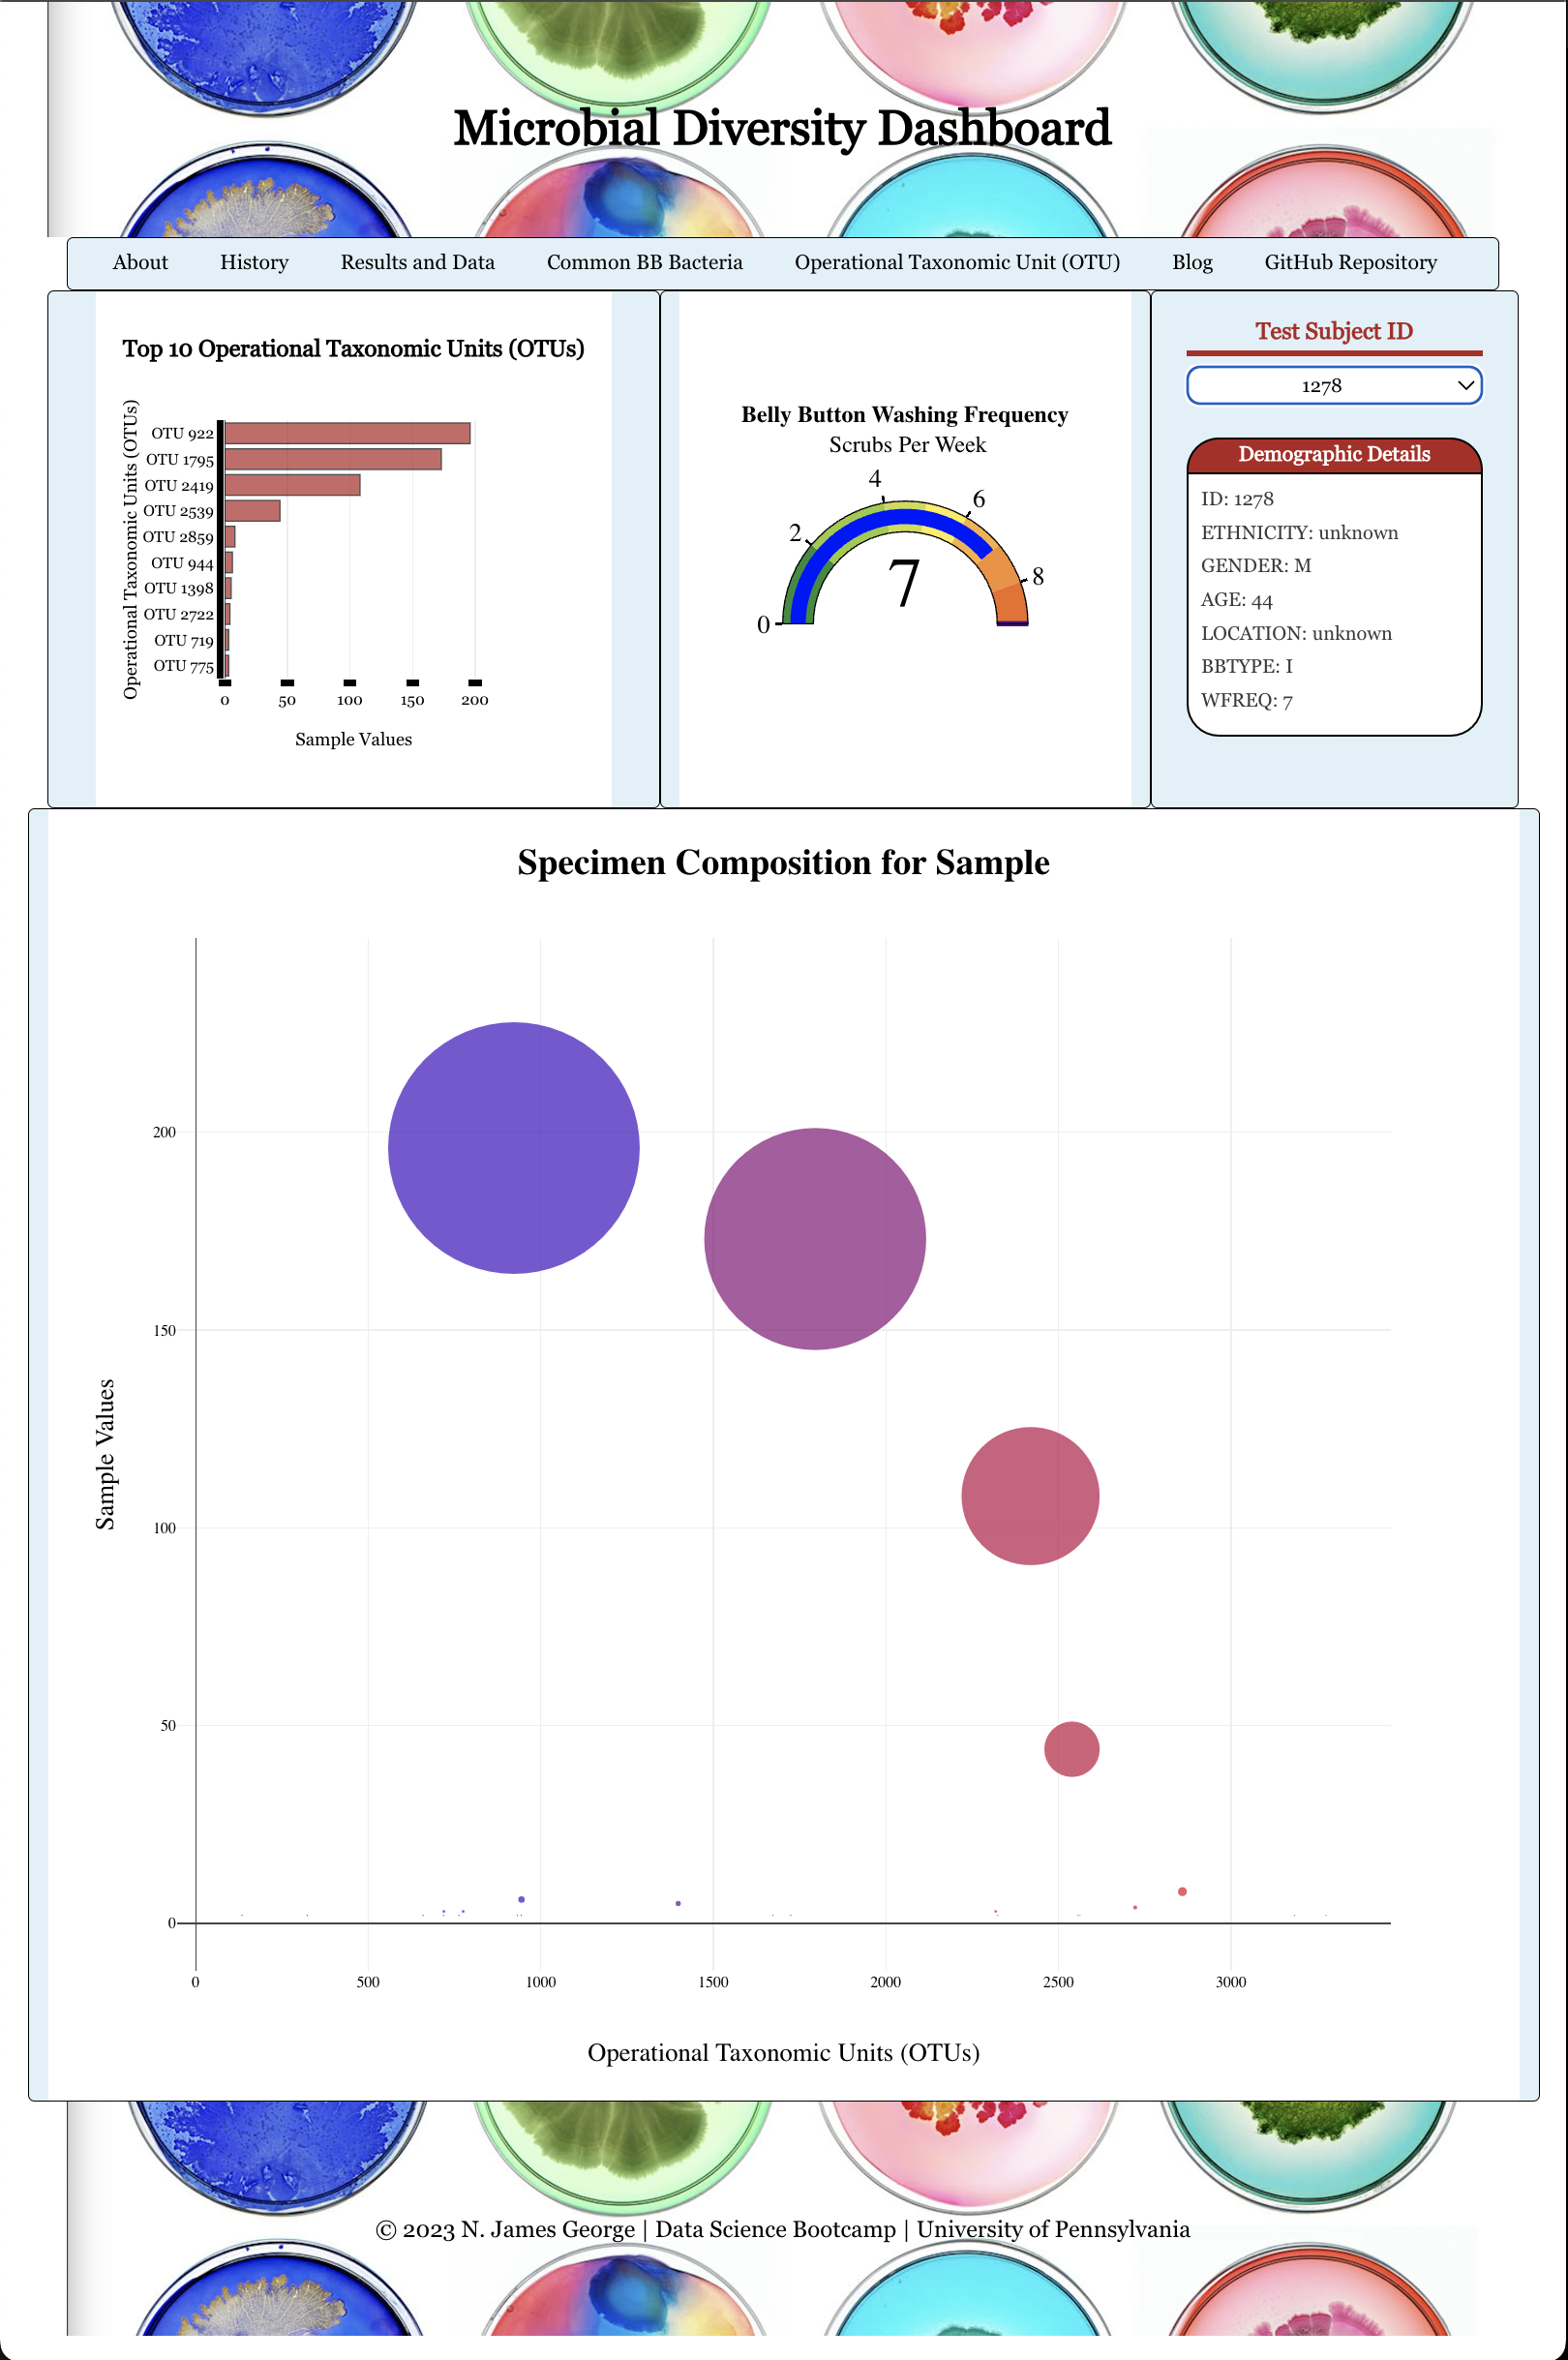 Microbial Diversity Dashboard
About History Results and Data Common BB Bacteria Operational Taxonomic Unit (OTU) Blog GitHub Repository
Top 10 Operational Taxonomic Units (OTUs)
Operational Taxonomic Units (OTUs)
OTU 922
OTU 1795
OTU 2419
OTU 2539
OTU 2859
OTU 944
OTU 1398
OTU 2722
OTU 719
OTU 775
0 50 100 150 200
Sample Values
Belly Button Washing Frequency
Scrubs Per Week
0 2 4 6 8
7
Test Subject ID
1278
Demographic Details
ID: 1278
ETHNICITY: unknown
GENDER: M
AGE: 44
LOCATION: unknown
BBTYPE: I
WFREQ: 7
Specimen Composition for Sample
Sample Values
200
150
100
50
0
0 500 1000 1500 2000 2500 3000
Operational Taxonomic Units (OTUs)
© 2023 N. James George | Data Science Bootcamp | University of Pennsylvania